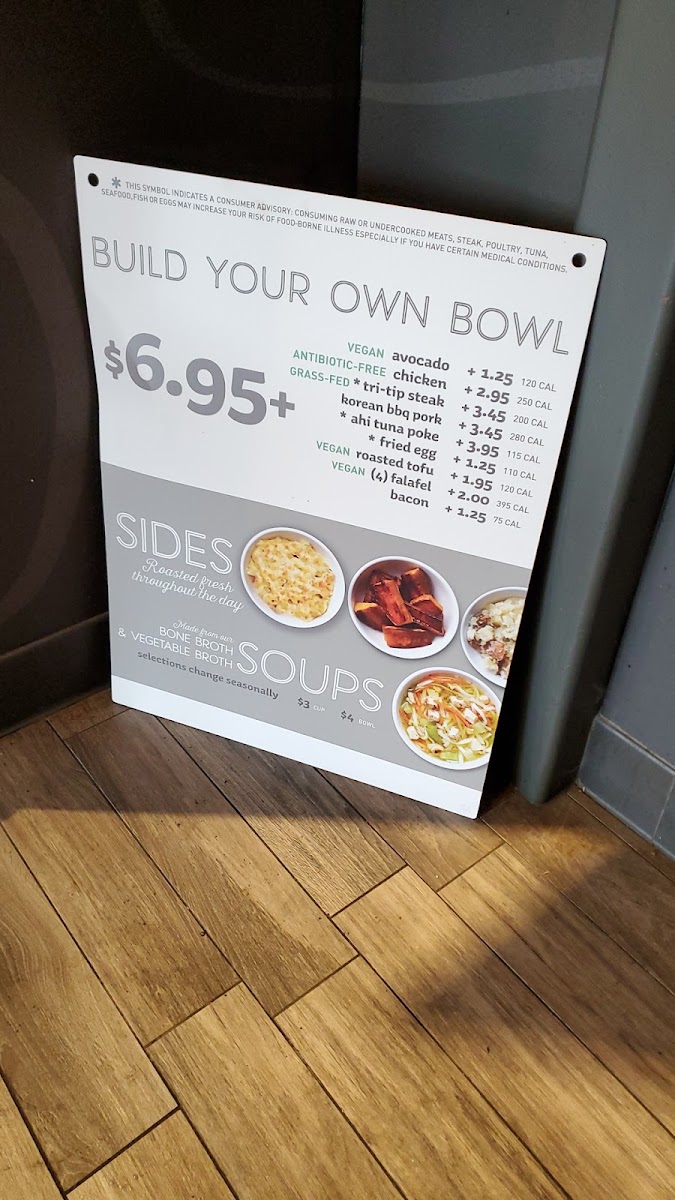 * THIS SYMBOL INDICATES A CONSUMER ADVISORY: CONSUMING RAW OR UNDERCOOKED MEATS, STEAK, POULTRY, TUNA,
SEAFOOD,FISH OR EGGS MAY INCREASE YOUR RISK OF FOOD-BORNE ILLNESS ESPECIALLY IF YOU HAVE CERTAIN MEDICAL CONDITIONS.
BUILD YOUR OWN BOWL
$6.95+
VEGAN avocado + 1.25 120 CAL
ANTIBIOTIC-FREE chicken + 2.95 250 CAL
GRASS-FED * tri-tip steak + 3.45 200 CAL
korean bbq pork + 3.45 280 CAL
* ahi tuna poke + 3.95 115 CAL
* fried egg + 1.25 110 CAL
VEGAN roasted tofu + 1.95 120 CAL
VEGAN (4) falafel + 2.00 395 CAL
bacon + 1.25 75 CAL
SIDES
Roasted fresh
throughout the day
Made from our
BONE BROTH
& VEGETABLE BROTH
SOUPS
selections change seasonally
$3 CUP $4 BOWL